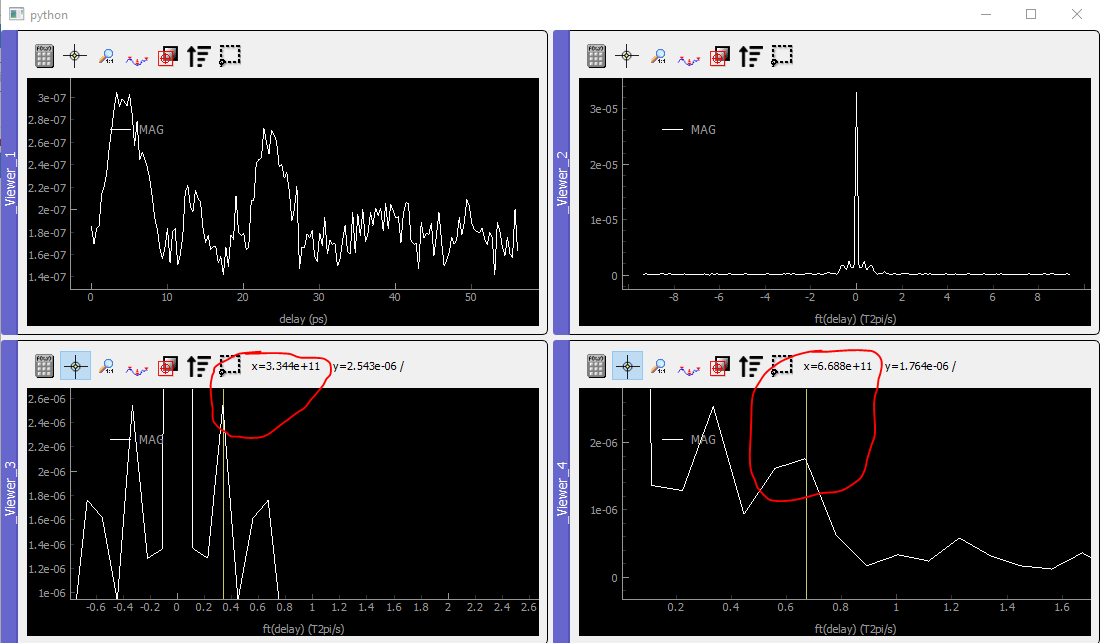 python
Viewer_1
MAG
3e-07
2.8e-07
2.6e-07
2.4e-07
2.2e-07
2e-07
1.8e-07
1.6e-07
1.4e-07
0 10 20 30 40 50
delay (ps)
Viewer_2
MAG
3e-05
2e-05
1e-05
0
-8 -6 -4 -2 0 2 4 6 8
ft(delay) (T2pi/s)
Viewer_3
x=3.344e+11 y=2.543e-06 /
MAG
2.6e-06
2.4e-06
2.2e-06
2e-06
1.8e-06
1.6e-06
1.4e-06
1.2e-06
1e-06
-0.6 -0.4 -0.2 0 0.2 0.4 0.6 0.8 1 1.2 1.4 1.6 1.8 2 2.2 2.4 2.6
ft(delay) (T2pi/s)
Viewer_4
x=6.688e+11 y=1.764e-06 /
MAG
2e-06
1e-06
0
0.2 0.4 0.6 0.8 1 1.2 1.4 1.6
ft(delay) (T2pi/s)